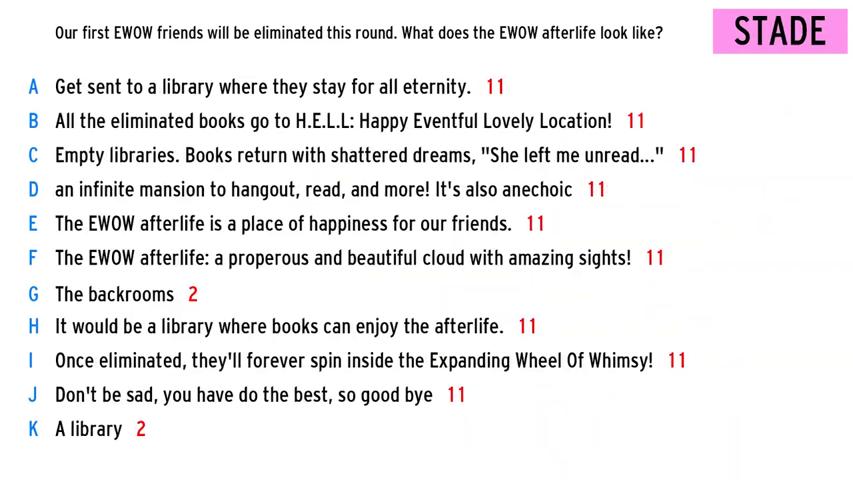 Our first EWOW friends will be eliminated this round. What does the EWOW afterlife look like?
STADE
A Get sent to a library where they stay for all eternity. 11
B All the eliminated books go to H.E.L.L: Happy Eventful Lovely Location! 11
C Empty libraries. Books return with shattered dreams, "She left me unread..." 11
D an infinite mansion to hangout, read, and more! It's also anechoic 11
E The EWOW afterlife is a place of happiness for our friends. 11
F The EWOW afterlife: a properous and beautiful cloud with amazing sights! 11
G The backrooms 2
H It would be a library where books can enjoy the afterlife. 11
I Once eliminated, they'll forever spin inside the Expanding Wheel Of Whimsy! 11
J Don't be sad, you have do the best, so good bye 11
K A library 2